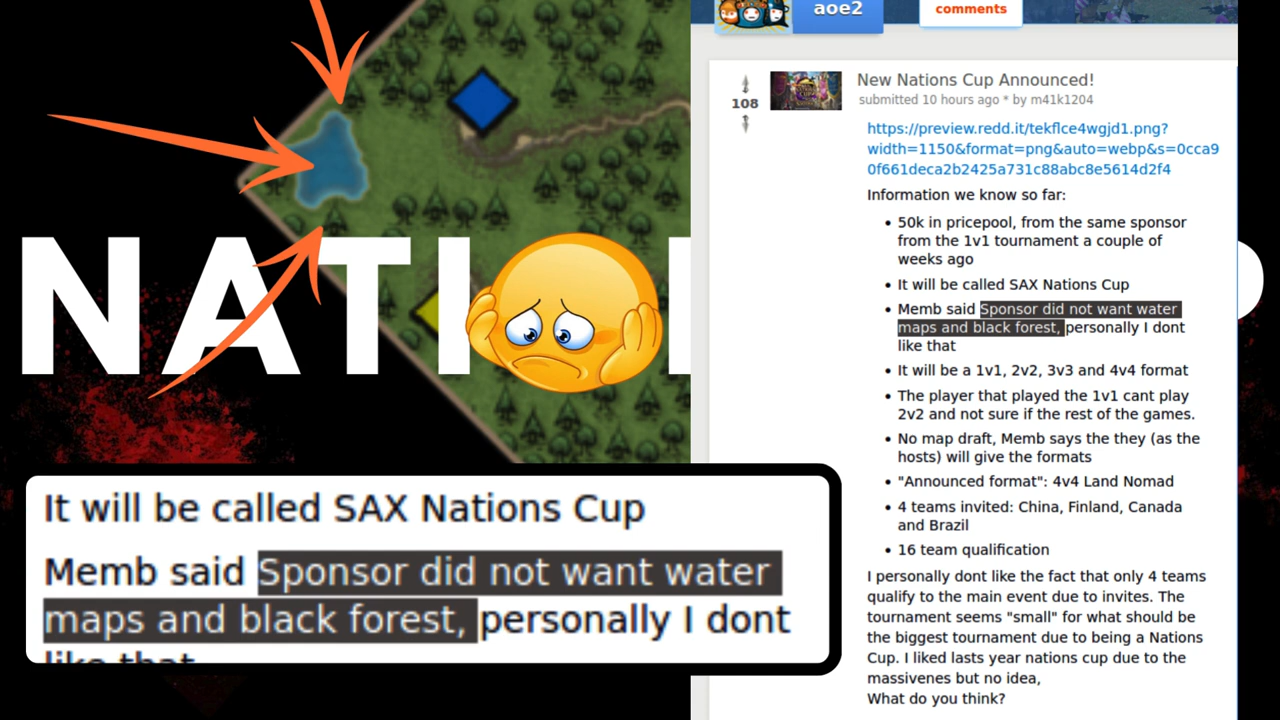 NATI
aoe2
comments
108
New Nations Cup Announced!
submitted 10 hours ago * by m41k1204
https://preview.redd.it/tekflce4wgjd1.png?
width=1150&format=png&auto=webp&s=0cca9
0f661deca2b2425a731c88abc8e5614d2f4
Information we know so far:
• 50k in pricepool, from the same sponsor
from the 1v1 tournament a couple of
weeks ago
• It will be called SAX Nations Cup
• Memb said Sponsor did not want water
maps and black forest, personally I dont
like that
• It will be a 1v1, 2v2, 3v3 and 4v4 format
• The player that played the 1v1 cant play
2v2 and not sure if the rest of the games.
• No map draft, Memb says the they (as the
hosts) will give the formats
• "Announced format": 4v4 Land Nomad
• 4 teams invited: China, Finland, Canada
and Brazil
• 16 team qualification
I personally dont like the fact that only 4 teams
qualify to the main event due to invites. The
tournament seems "small" for what should be
the biggest tournament due to being a Nations
Cup. I liked lasts year nations cup due to the
massivenes but no idea,
What do you think?
It will be called SAX Nations Cup
Memb said Sponsor did not want water
maps and black forest, personally I dont
like that